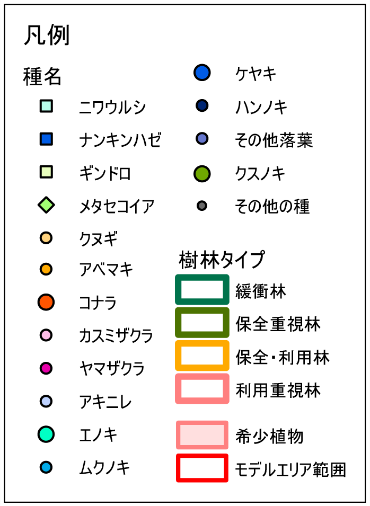 凡例
種名
ニワウルシ
ナンキンハゼ
ギンドロ
メタセコイア
クヌギ
アベマキ
コナラ
カスミザクラ
ヤマザクラ
アキニレ
エノキ
ムクノキ
ケヤキ
ハンノキ
その他落葉
クスノキ
その他の種
樹林タイプ
緩衝林
保全重視林
保全・利用林
利用重視林
希少植物
モデルエリア範囲